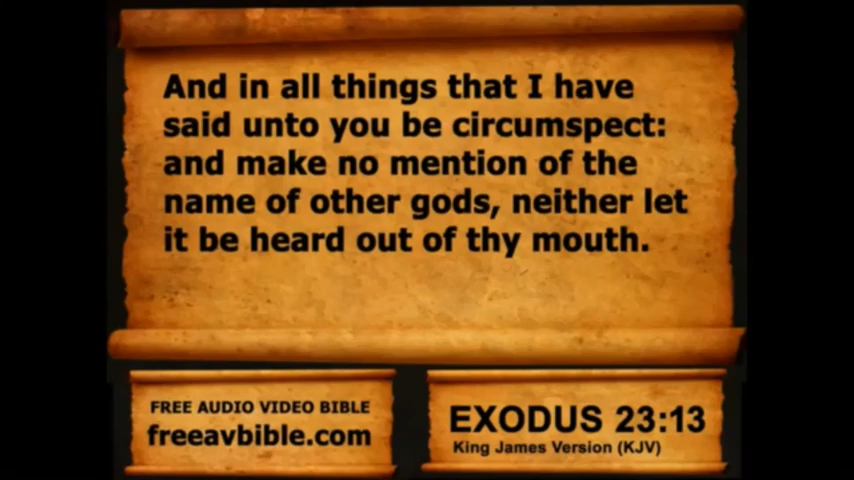 And in all things that I have
said unto you be circumspect:
and make no mention of the
name of other gods, neither let
it be heard out of thy mouth.
FREE AUDIO VIDEO BIBLE
freeavbible.com
EXODUS 23:13
King James Version (KJV)